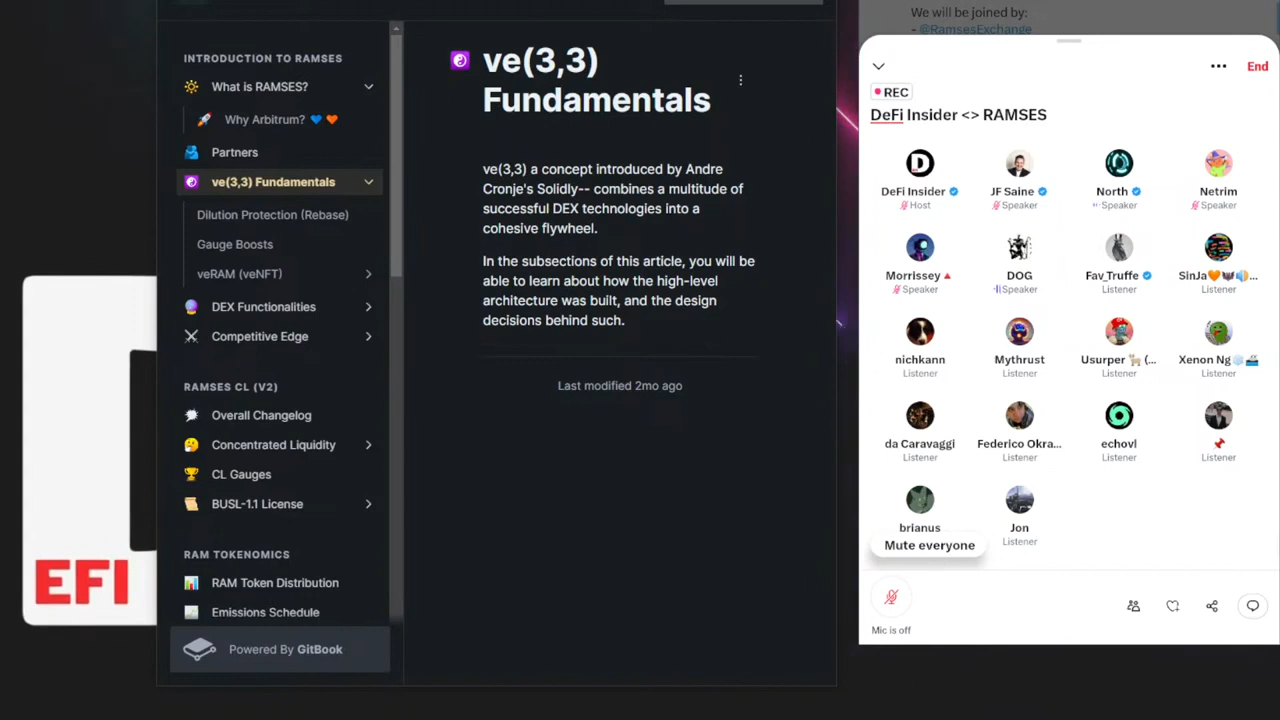 INTRODUCTION TO RAMSES
What is RAMSES?
Why Arbitrum? 💙 🧡
Partners
ve(3,3) Fundamentals
Dilution Protection (Rebase)
Gauge Boosts
veRAM (veNFT)
DEX Functionalities
Competitive Edge
RAMSES CL (V2)
Overall Changelog
Concentrated Liquidity
CL Gauges
BUSL-1.1 License
RAM TOKENOMICS
RAM Token Distribution
Emissions Schedule
Powered By GitBook
EFI
ve(3,3)
Fundamentals
ve(3,3) a concept introduced by Andre
Cronje's Solidly-- combines a multitude of
successful DEX technologies into a
cohesive flywheel.
In the subsections of this article, you will be
able to learn about how the high-level
architecture was built, and the design
decisions behind such.
Last modified 2mo ago
We will be joined by:
- @RamsesExchange
End
REC
DeFi Insider <> RAMSES
DeFi Insider
Host
JF Saine
Speaker
North
Speaker
Netrim
Speaker
Morrissey🔺
Speaker
DOG
Speaker
Fav_Truffe
Listener
SinJa🧡🦇🔊...
Listener
nichkann
Listener
Mythrust
Listener
Usurper 🦙 (...
Listener
Xenon Ng❄️
Listener
da Caravaggi
Listener
Federico Okra...
Listener
echovl
Listener
📌
Listener
brianus
Jon
Listener
Mute everyone
Mic is off